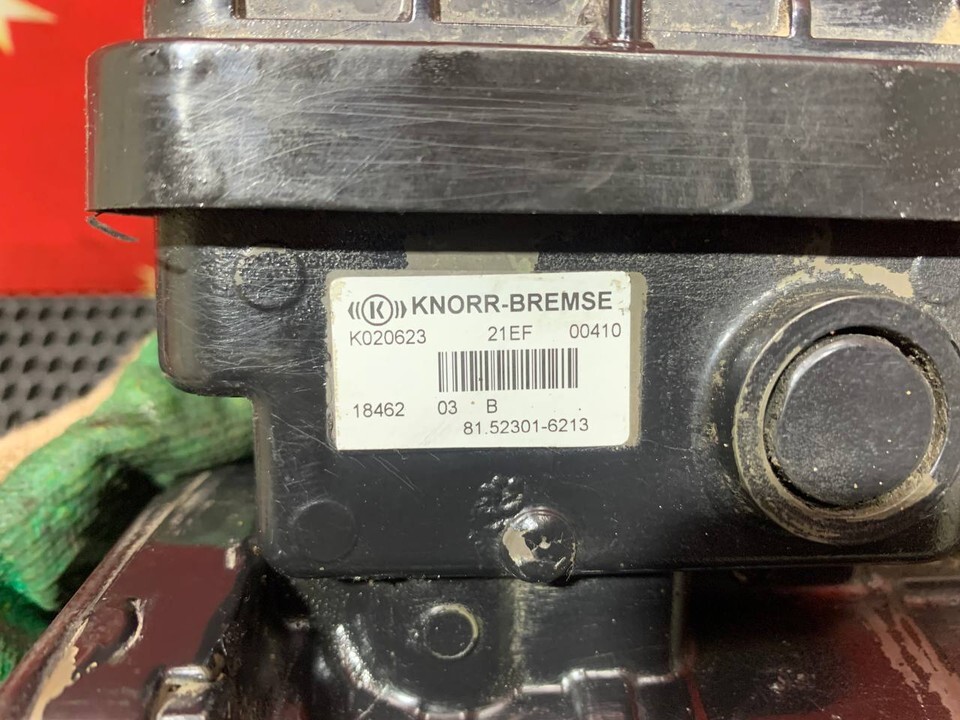 ((K)) KNORR-BREMSE
K020623 21EF 00410
18462 03 B
81.52301-6213